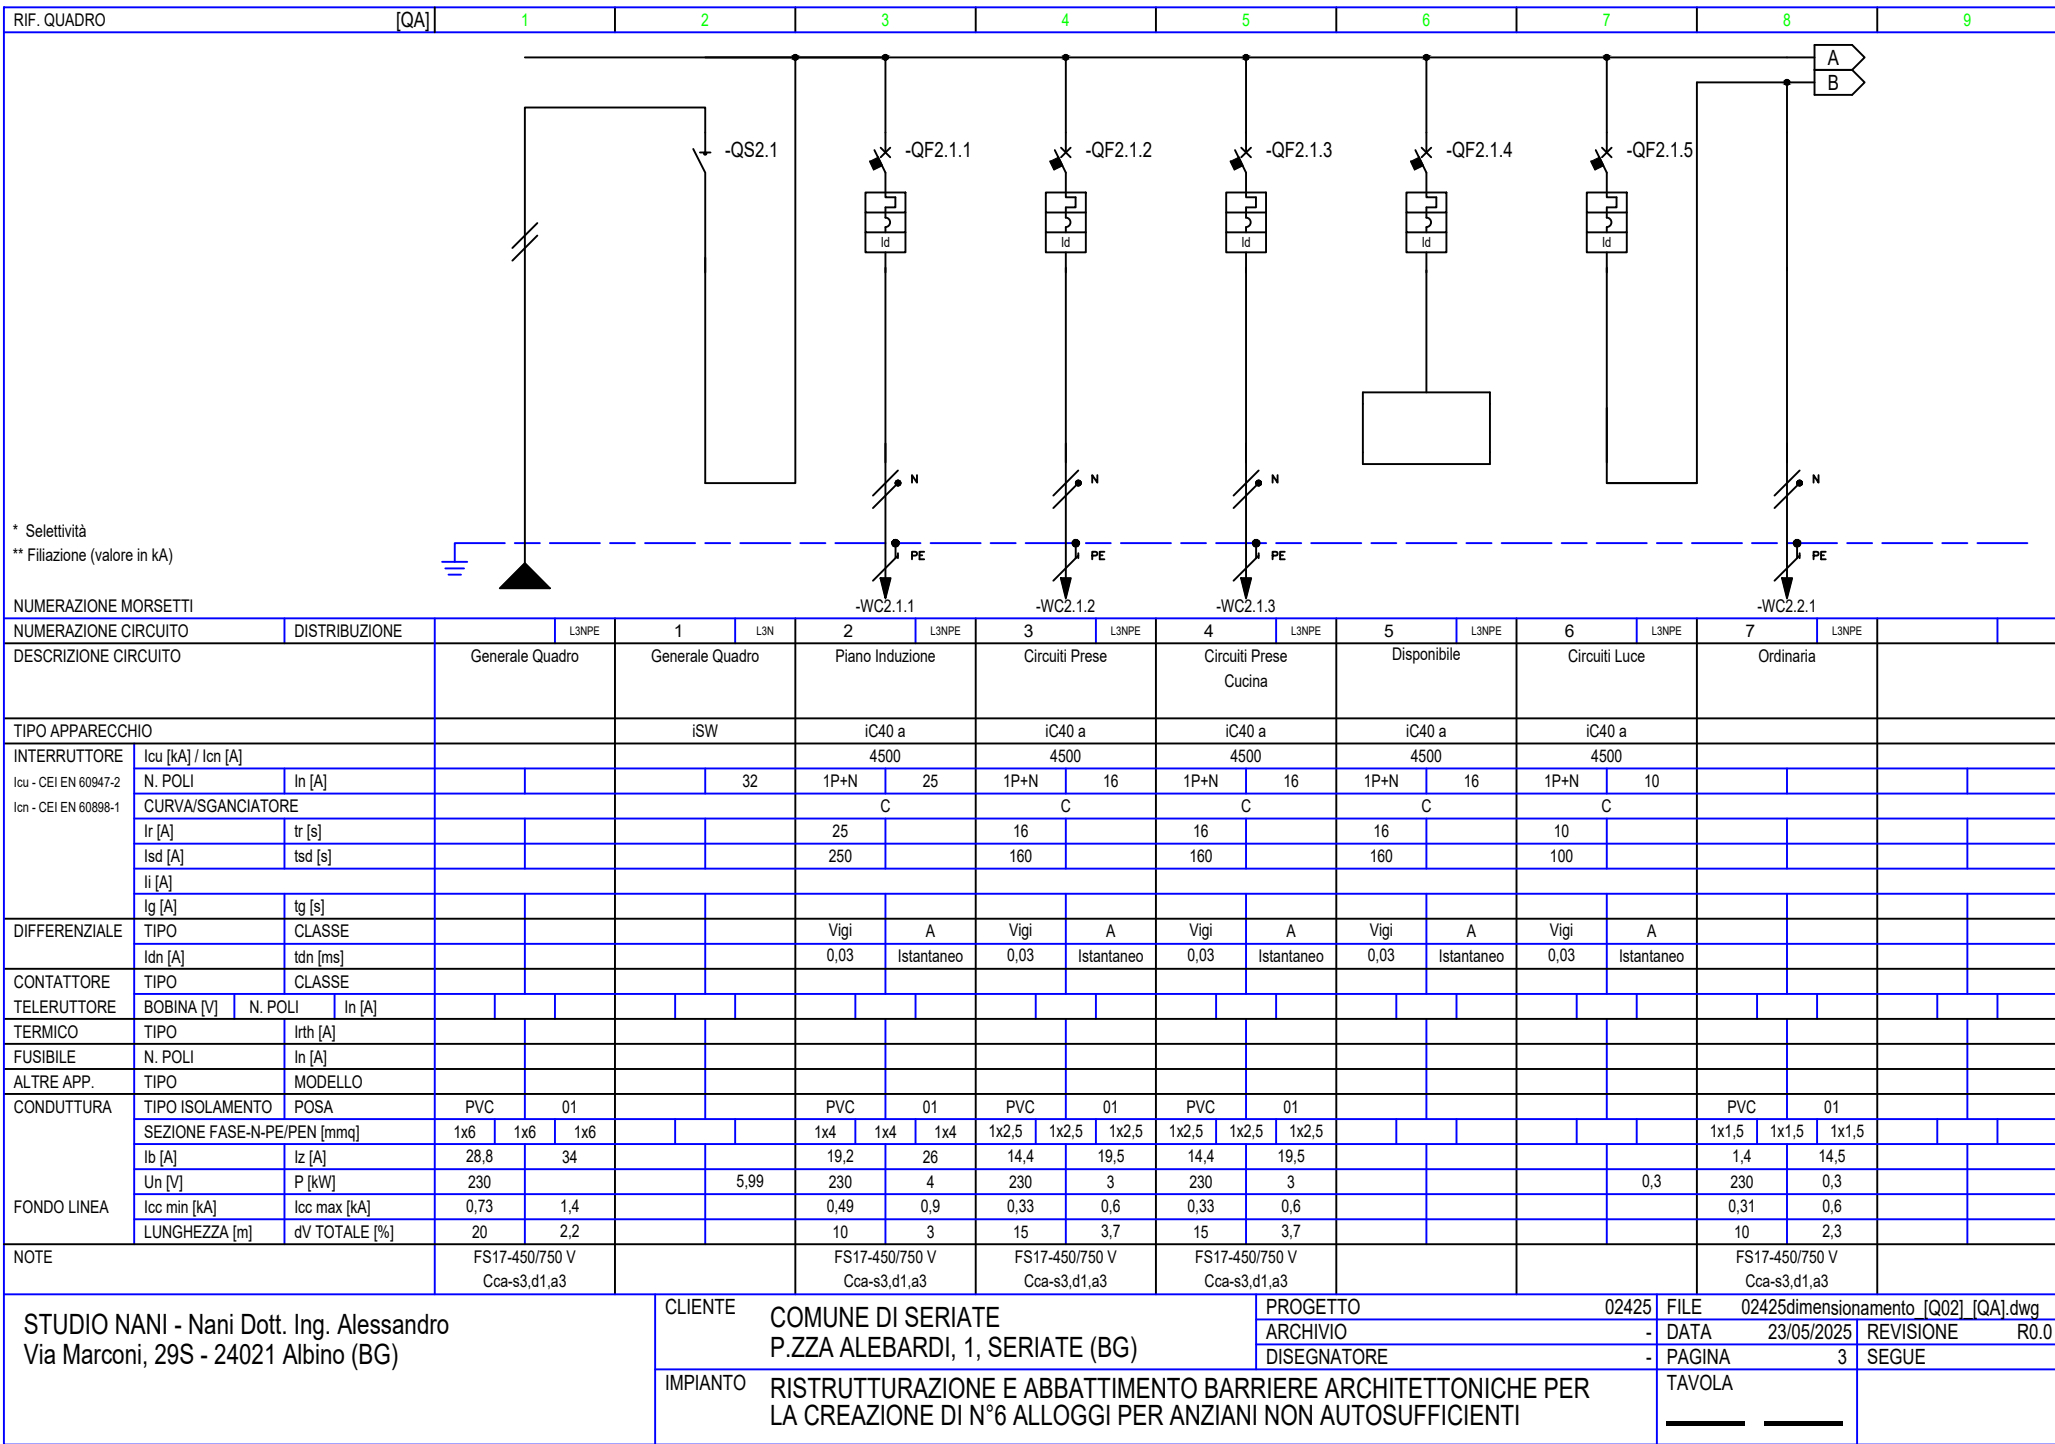 RIF. QUADRO [QA] 1 2 3 4 5 6 7 8 9
A
B
-QS2.1 -QF2.1.1 -QF2.1.2 -QF2.1.3 -QF2.1.4 -QF2.1.5
Id Id Id Id Id
N N N N
* Selettività
** Filiazione (valore in kA)
PE PE PE PE
NUMERAZIONE MORSETTI -WC2.1.1 -WC2.1.2 -WC2.1.3 -WC2.2.1
NUMERAZIONE CIRCUITO DISTRIBUZIONE L3NPE 1 L3N 2 L3NPE 3 L3NPE 4 L3NPE 5 L3NPE 6 L3NPE 7 L3NPE
DESCRIZIONE CIRCUITO Generale Quadro Generale Quadro Piano Induzione Circuiti Prese Circuiti Prese Disponibile Circuiti Luce Ordinaria
Cucina
TIPO APPARECCHIO iSW iC40 a iC40 a iC40 a iC40 a iC40 a
INTERRUTTORE Icu [kA] / Icn [A] 4500 4500 4500 4500 4500
Icu - CEI EN 60947-2 N. POLI In [A] 32 1P+N 25 1P+N 16 1P+N 16 1P+N 16 1P+N 10
Icn - CEI EN 60898-1 CURVA/SGANCIATORE C C C C C
Ir [A] tr [s] 25 16 16 16 10
Isd [A] tsd [s] 250 160 160 160 100
Ii [A]
Ig [A] tg [s]
DIFFERENZIALE TIPO CLASSE Vigi A Vigi A Vigi A Vigi A Vigi A
Idn [A] tdn [ms] 0,03 Istantaneo 0,03 Istantaneo 0,03 Istantaneo 0,03 Istantaneo 0,03 Istantaneo
CONTATTORE TIPO CLASSE
TELERUTTORE BOBINA [V] N. POLI In [A]
TERMICO TIPO Irth [A]
FUSIBILE N. POLI In [A]
ALTRE APP. TIPO MODELLO
CONDUTTURA TIPO ISOLAMENTO POSA PVC 01 PVC 01 PVC 01 PVC 01 PVC 01
SEZIONE FASE-N-PE/PEN [mmq] 1x6 1x6 1x6 1x4 1x4 1x4 1x2,5 1x2,5 1x2,5 1x2,5 1x2,5 1x2,5 1x1,5 1x1,5 1x1,5
Ib [A] Iz [A] 28,8 34 19,2 26 14,4 19,5 14,4 19,5 1,4 14,5
Un [V] P [kW] 230 5,99 230 4 230 3 230 3 0,3 230 0,3
FONDO LINEA Icc min [kA] Icc max [kA] 0,73 1,4 0,49 0,9 0,33 0,6 0,33 0,6 0,31 0,6
LUNGHEZZA [m] dV TOTALE [%] 20 2,2 10 3 15 3,7 15 3,7 10 2,3
NOTE FS17-450/750 V FS17-450/750 V FS17-450/750 V FS17-450/750 V FS17-450/750 V
Cca-s3,d1,a3 Cca-s3,d1,a3 Cca-s3,d1,a3 Cca-s3,d1,a3 Cca-s3,d1,a3
STUDIO NANI - Nani Dott. Ing. Alessandro
Via Marconi, 29S - 24021 Albino (BG)
CLIENTE COMUNE DI SERIATE
P.ZZA ALEBARDI, 1, SERIATE (BG)
PROGETTO 02425 FILE 02425dimensionamento_[Q02]_[QA].dwg
ARCHIVIO - DATA 23/05/2025 REVISIONE R0.0
DISEGNATORE - PAGINA 3 SEGUE
IMPIANTO RISTRUTTURAZIONE E ABBATTIMENTO BARRIERE ARCHITETTONICHE PER
LA CREAZIONE DI N°6 ALLOGGI PER ANZIANI NON AUTOSUFFICIENTI
TAVOLA